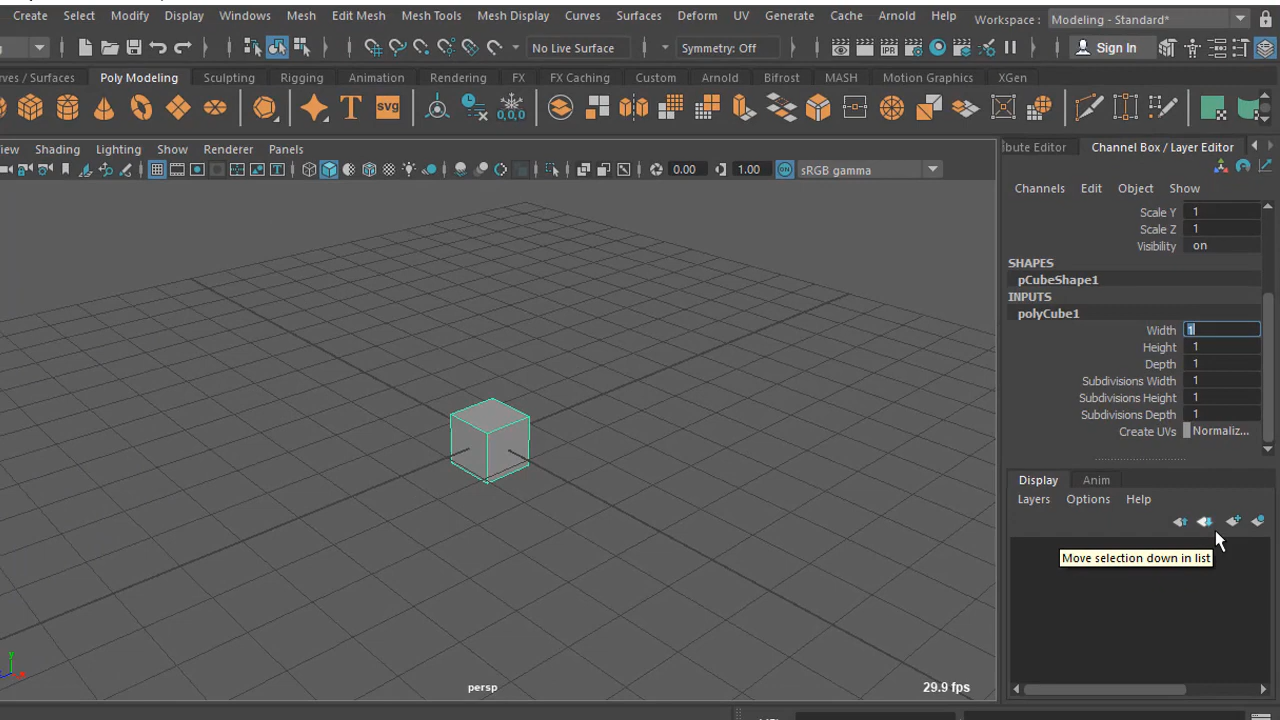 Create Select Modify Display Windows Mesh Edit Mesh Mesh Tools Mesh Display Curves Surfaces Deform UV Generate Cache Arnold Help Workspace : Modeling - Standard*
No Live Surface Symmetry: Off IPR Sign In
rves / Surfaces Poly Modeling Sculpting Rigging Animation Rendering FX FX Caching Custom Arnold Bifrost MASH Motion Graphics XGen
T svg 0,0,0
iew Shading Lighting Show Renderer Panels
0.00 1.00 ON sRGB gamma
bute Editor Channel Box / Layer Editor
Channels Edit Object Show
Scale Y 1
Scale Z 1
Visibility on
SHAPES
pCubeShape1
INPUTS
polyCube1
Width 1
Height 1
Depth 1
Subdivisions Width 1
Subdivisions Height 1
Subdivisions Depth 1
Create UVs Normaliz...
Display Anim
Layers Options Help
Move selection down in list
y
x
persp
29.9 fps